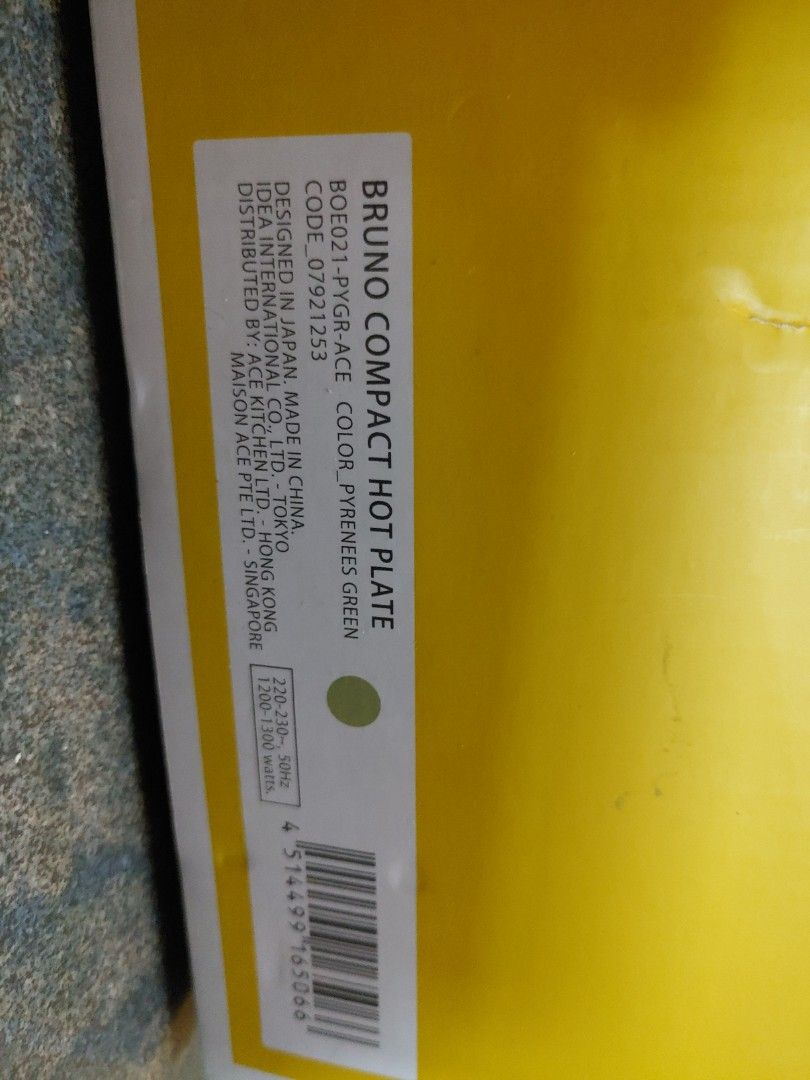 BRUNO COMPACT HOT PLATE
BOE021-PYGR-ACE COLOR_PYRENEES GREEN
CODE_07921253
DESIGNED IN JAPAN. MADE IN CHINA.
IDEA INTERNATIONAL CO., LTD. - TOKYO
DISTRIBUTED BY: ACE KITCHEN LTD. - HONG KONG
MAISON ACE PTE LTD. - SINGAPORE
220-230~, 50Hz
1200-1300 watts.
4 514499 165066